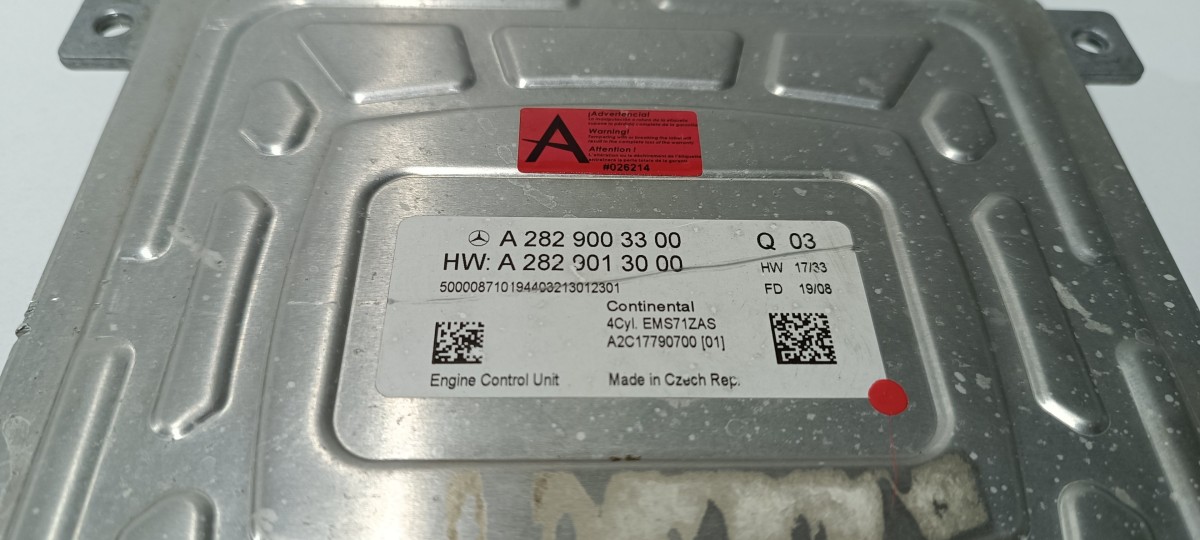 ¡Advertencia!
Warning!
Attention !
A
#026214
A 282 900 33 00
Q 03
HW: A 282 901 30 00
HW 17/33
500008710194403213012301
FD 19/08
Continental
4Cyl. EMS71ZAS
A2C17790700 [01]
Engine Control Unit
Made in Czech Rep.